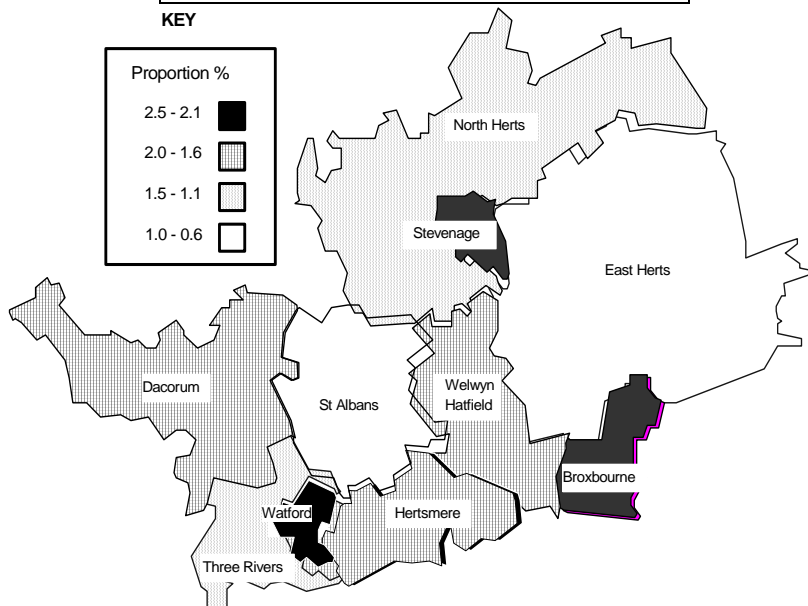 KEY
Proportion %
2.5 - 2.1
2.0 - 1.6
1.5 - 1.1
1.0 - 0.6
North Herts
Stevenage
East Herts
Dacorum
St Albans
Welwyn
Hatfield
Broxbourne
Watford
Hertsmere
Three Rivers